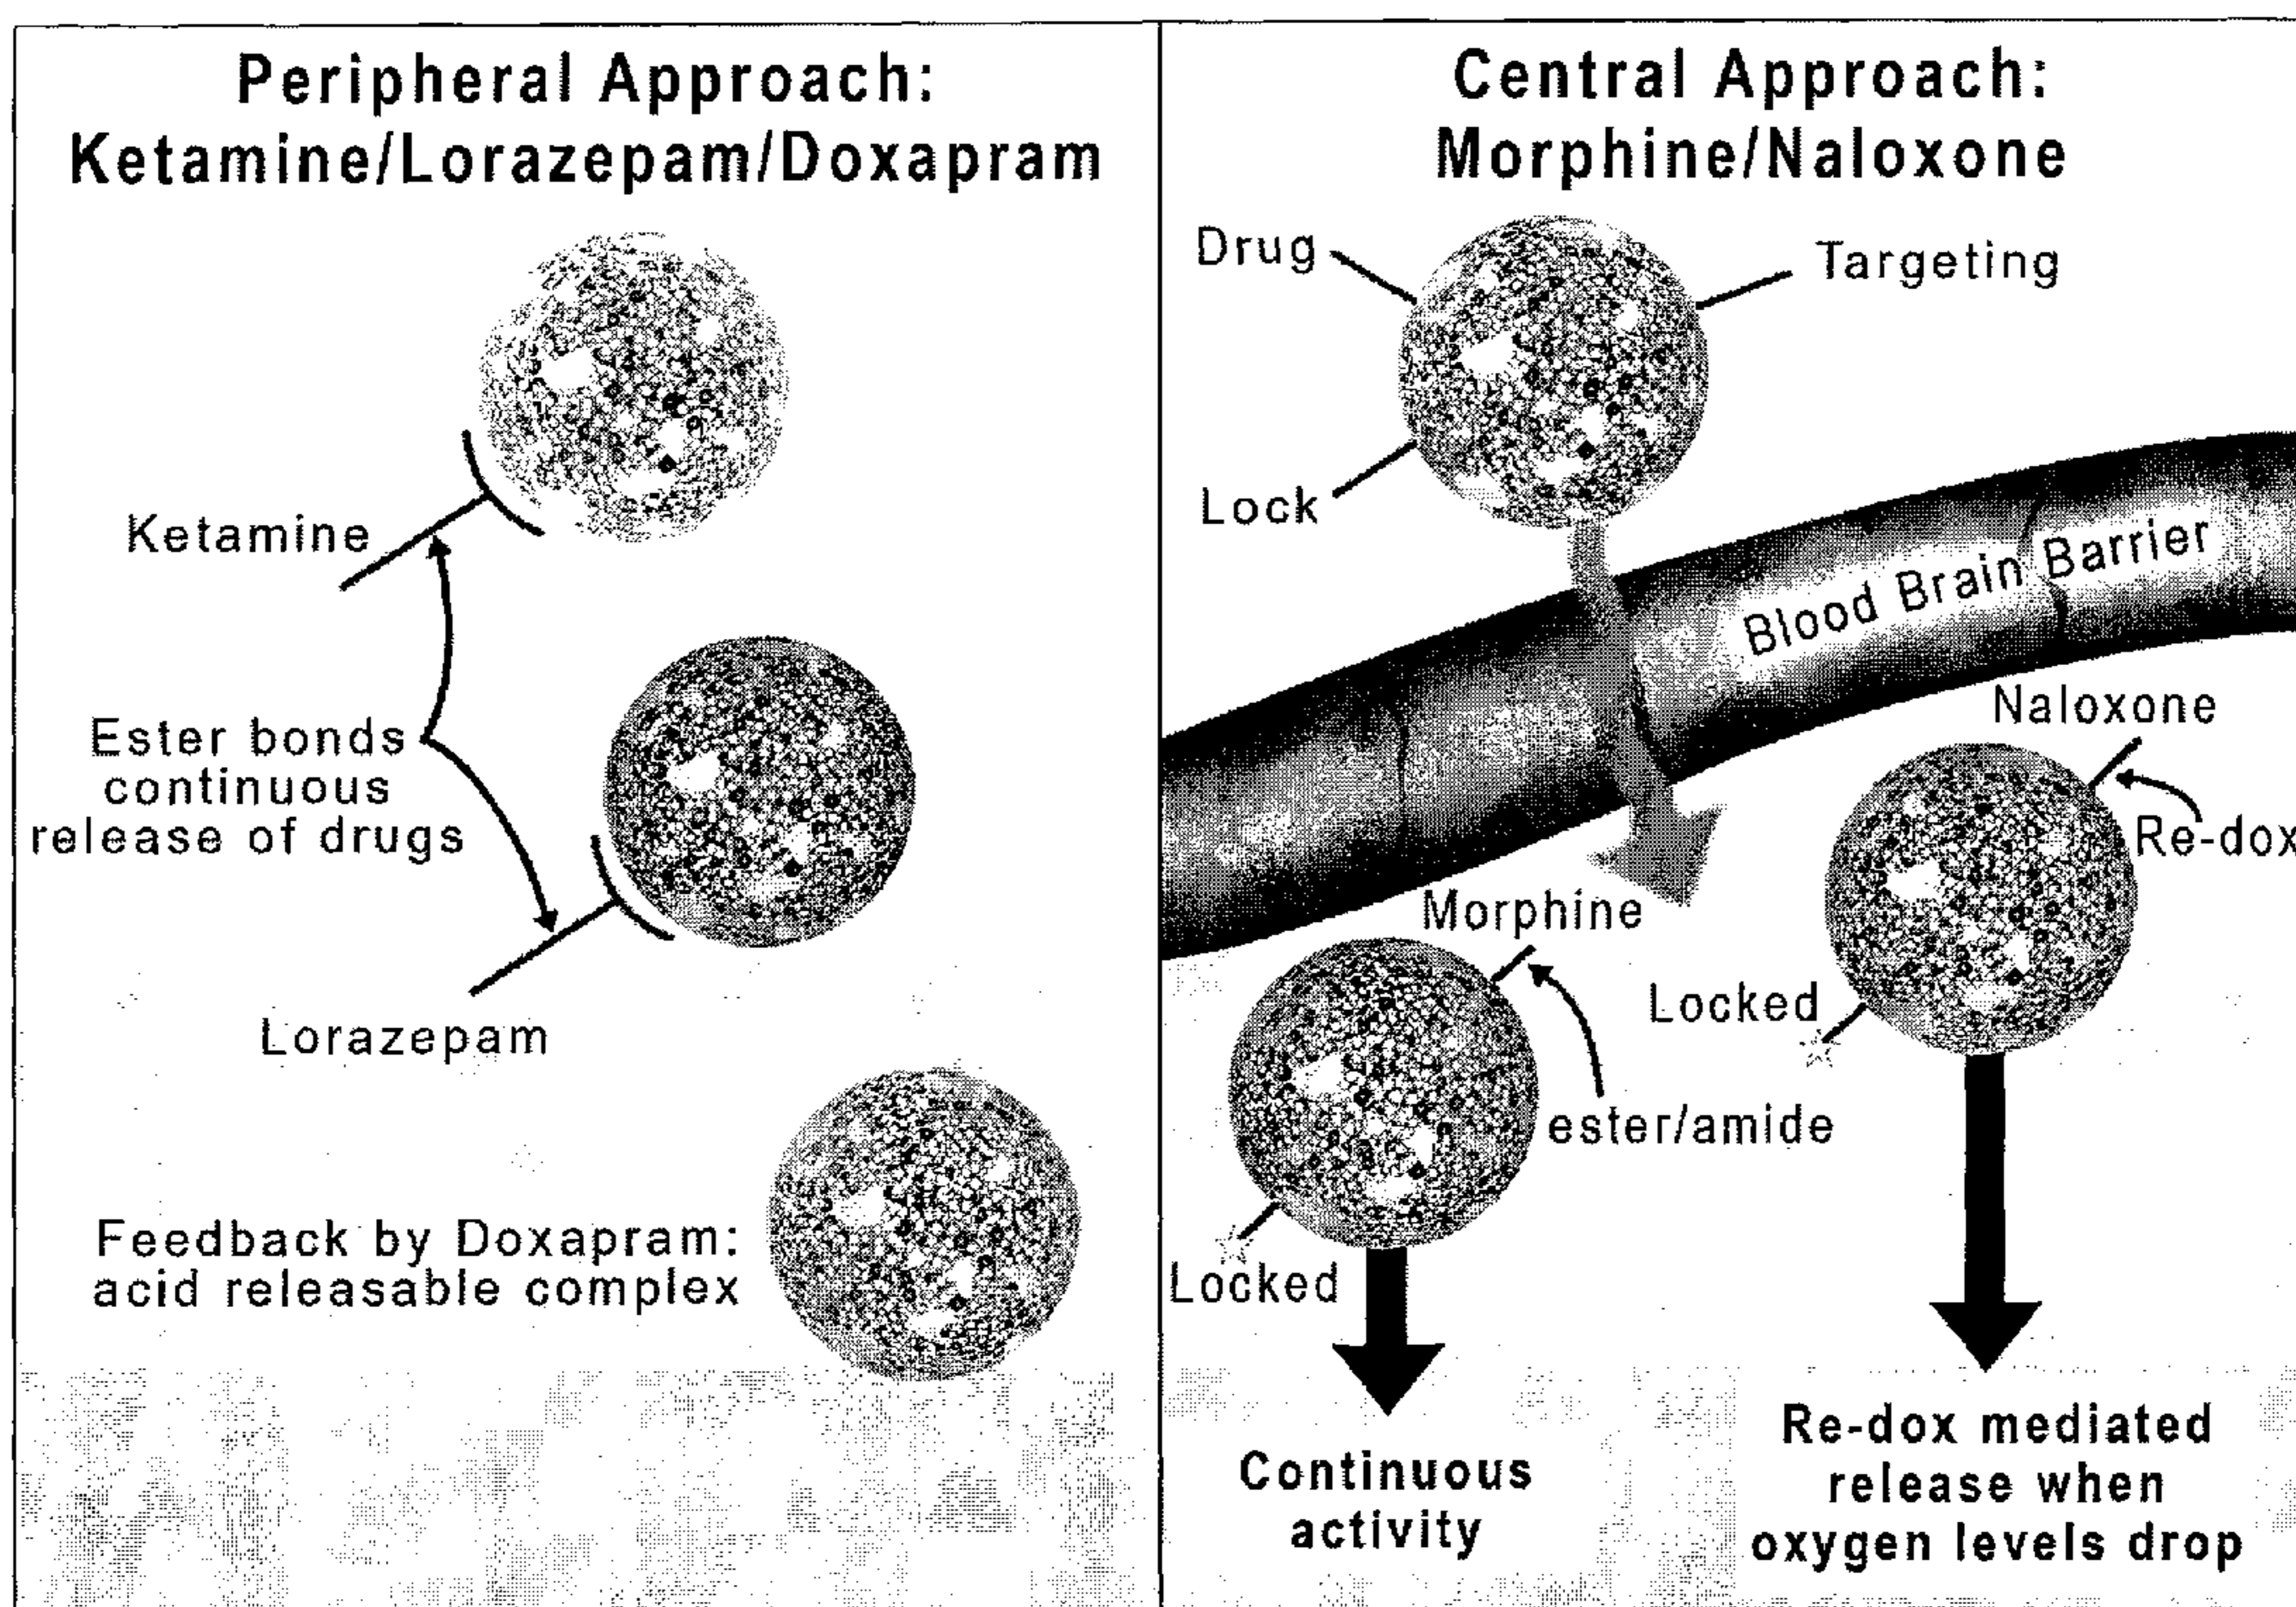 Peripheral Approach:
Ketamine/Lorazepam/Doxapram
Ketamine
Ester bonds
continuous
release of drugs
Lorazepam
Feedback by Doxapram:
acid releasable complex
Central Approach:
Morphine/Naloxone
Drug
Targeting
Lock
Blood Brain Barrier
Naloxone
Re-dox
Morphine
Locked
ester/amide
Locked
Continuous
activity
Re-dox mediated
release when
oxygen levels drop